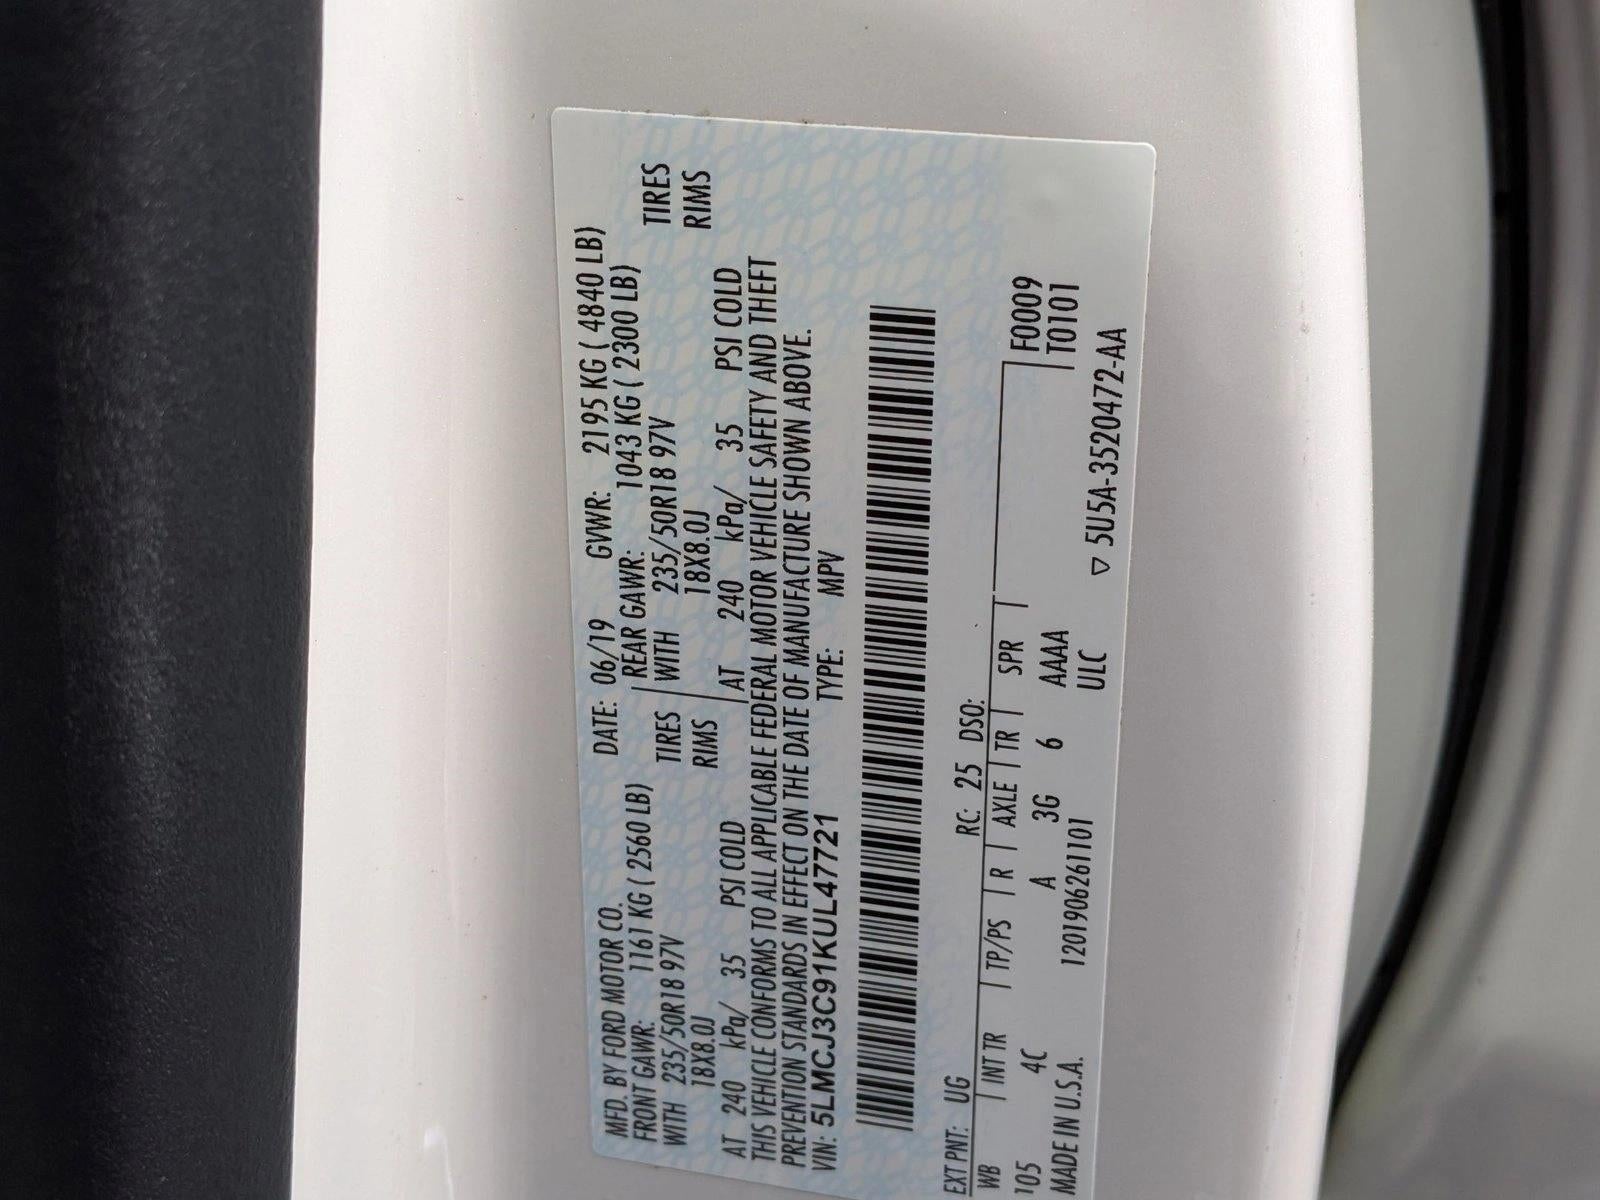 MFD. BY FORD MOTOR CO. DATE: 06/19 GVWR: 2195 KG ( 4840 LB)
FRONT GAWR: 1161 KG ( 2560 LB) REAR GAWR: 1043 KG ( 2300 LB)
WITH 235/50R18 97V TIRES WITH 235/50R18 97V TIRES
18X8.0J RIMS 18X8.0J RIMS
AT 240 kPa/ 35 PSI COLD AT 240 kPa/ 35 PSI COLD
THIS VEHICLE CONFORMS TO ALL APPLICABLE FEDERAL MOTOR VEHICLE SAFETY AND THEFT
PREVENTION STANDARDS IN EFFECT ON THE DATE OF MANUFACTURE SHOWN ABOVE.
VIN: 5LMCJ3C91KUL47721 TYPE: MPV
EXT PNT: UG RC: 25 DSO:
WB INT TR TP/PS R AXLE TR SPR F0009
105 4C A 3G 6 AAAA T0101
MADE IN U.S.A. 1201906261101 ULC
▽ 5U5A-3520472-AA